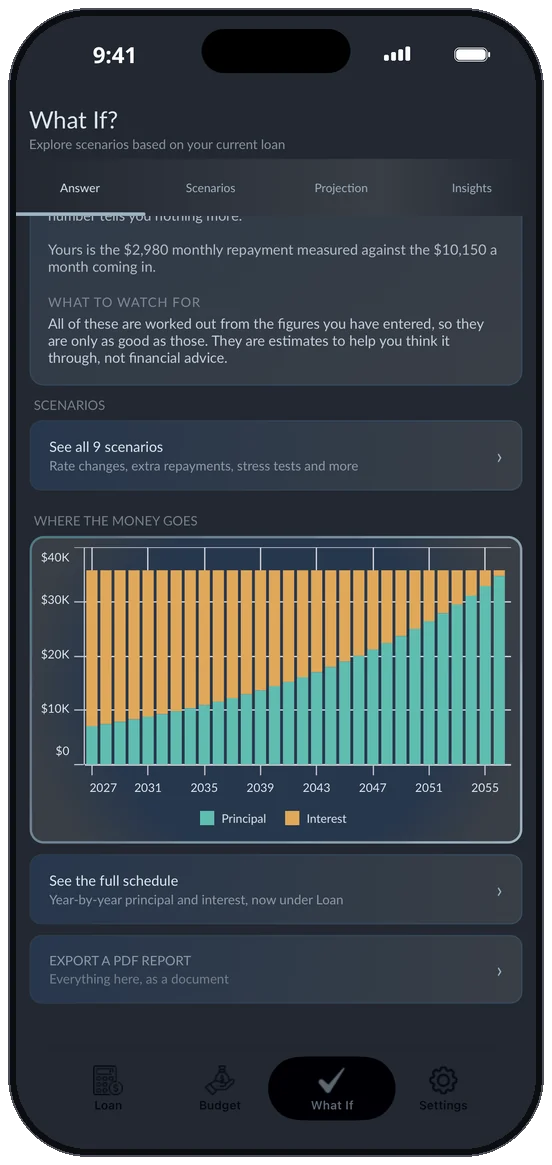 9:41
What If?
Explore scenarios based on your current loan
Answer
Scenarios
Projection
Insights
number tells you nothing more.
Yours is the $2,980 monthly repayment measured against the $10,150 a
month coming in.
WHAT TO WATCH FOR
All of these are worked out from the figures you have entered, so they
are only as good as those. They are estimates to help you think it
through, not financial advice.
SCENARIOS
See all 9 scenarios
Rate changes, extra repayments, stress tests and more
WHERE THE MONEY GOES
$40K
$30K
$20K
$10K
$0
2027 2031 2035 2039 2043 2047 2051 2055
Principal
Interest
See the full schedule
Year-by-year principal and interest, now under Loan
EXPORT A PDF REPORT
Everything here, as a document
Loan
Budget
What If
Settings